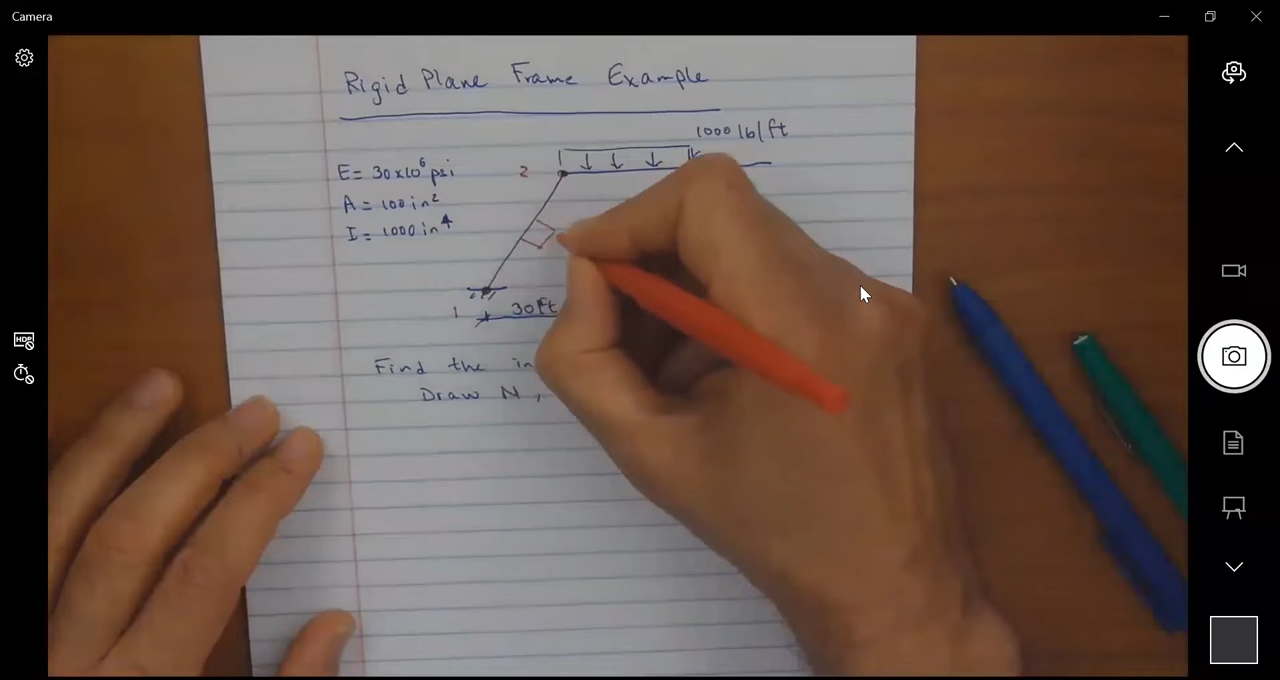 Camera
Rigid Plane Frame Example
1000 lb/ft
E = 30x10⁶ psi
2
A = 100 in²
I = 1000 in⁴
1
30ft
Find the
Draw N,